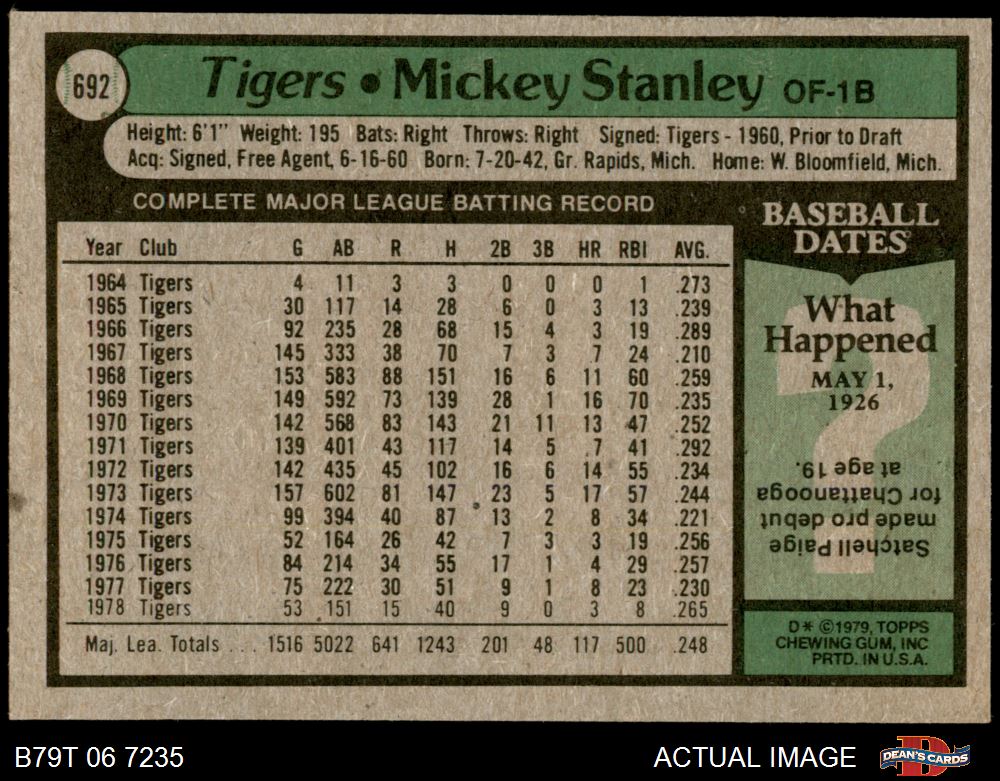 692
Tigers • Mickey Stanley OF-1B
Height: 6'1" Weight: 195 Bats: Right Throws: Right Signed: Tigers - 1960, Prior to Draft
Acq: Signed, Free Agent, 6-16-60 Born: 7-20-42, Gr. Rapids, Mich. Home: W. Bloomfield, Mich.
COMPLETE MAJOR LEAGUE BATTING RECORD
Year Club G AB R H 2B 3B HR RBI AVG.
1964 Tigers 4 11 3 3 0 0 0 1 .273
1965 Tigers 30 117 14 28 6 0 3 13 .239
1966 Tigers 92 235 28 68 15 4 3 19 .289
1967 Tigers 145 333 38 70 7 3 7 24 .210
1968 Tigers 153 583 88 151 16 6 11 60 .259
1969 Tigers 149 592 73 139 28 1 16 70 .235
1970 Tigers 142 568 83 143 21 11 13 47 .252
1971 Tigers 139 401 43 117 14 5 7 41 .292
1972 Tigers 142 435 45 102 16 6 14 55 .234
1973 Tigers 157 602 81 147 23 5 17 57 .244
1974 Tigers 99 394 40 87 13 2 8 34 .221
1975 Tigers 52 164 26 42 7 3 3 19 .256
1976 Tigers 84 214 34 55 17 1 4 29 .257
1977 Tigers 75 222 30 51 9 1 8 23 .230
1978 Tigers 53 151 15 40 9 0 3 8 .265
Maj. Lea. Totals . . . 1516 5022 641 1243 201 48 117 500 .248
BASEBALL
DATES
What
Happened
MAY 1,
1926
?
Satchell Paige
made pro debut
for Chattanooga
at age 19.
D* ©1979, TOPPS
CHEWING GUM, INC
PRTD. IN U.S.A.
B79T 06 7235
ACTUAL IMAGE
D
DEAN'S CARDS